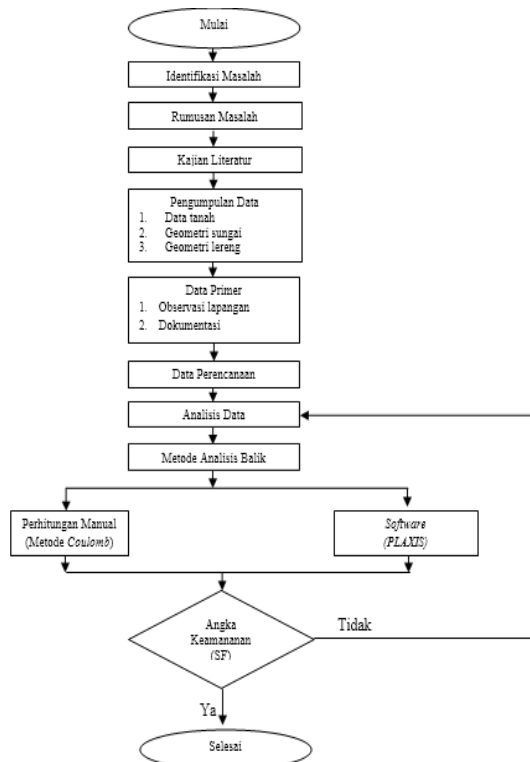 Mulai
Identifikasi Masalah
Rumusan Masalah
Kajian Literatur
Pengumpulan Data
1. Data tanah
2. Geometri sungai
3. Geometri lereng
Data Primer
1. Observasi lapangan
2. Dokumentasi
Data Perencanaan
Analisis Data
Metode Analisis Balik
Perhitungan Manual
(Metode Coulomb)
Software
(PLAXIS)
Angka
Keamananan
(SF)
Tidak
Ya
Selesai